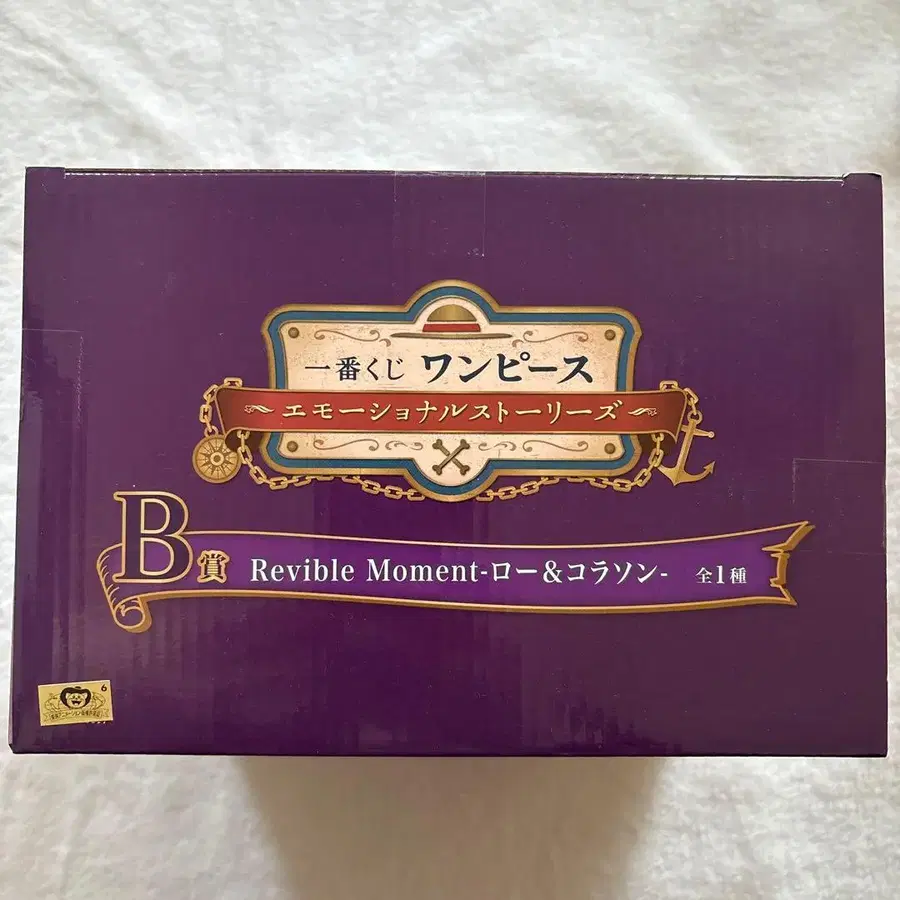 一番くじ ワンピース
エモーショナルストーリーズ
B賞 Revible Moment-ロー&コラソン- 全1種
6